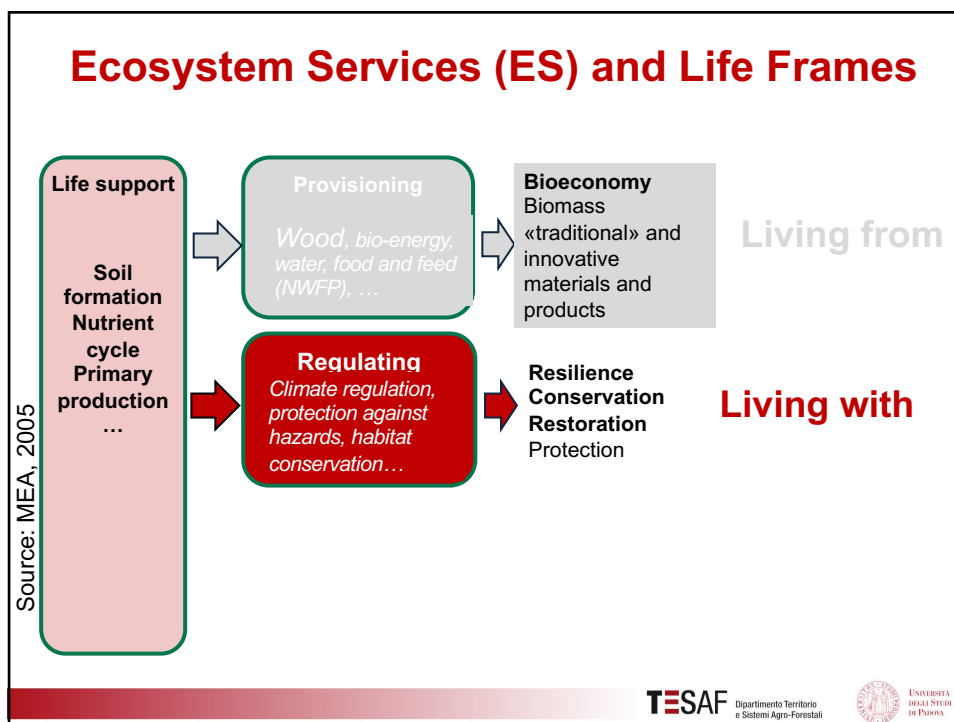 Ecosystem Services (ES) and Life Frames
Life support
Soil
formation
Nutrient
cycle
Primary
production
…
Source: MEA, 2005
Provisioning
Wood, bio-energy,
water, food and feed
(NWFP), …
Bioeconomy
Biomass
«traditional» and
innovative
materials and
products
Living from
Regulating
Climate regulation,
protection against
hazards, habitat
conservation…
Resilience
Conservation
Restoration
Protection
Living with
TESAF Dipartimento Territorio
e Sistemi Agro-Forestali
UNIVERSITÀ
DEGLI STUDI
DI PADOVA